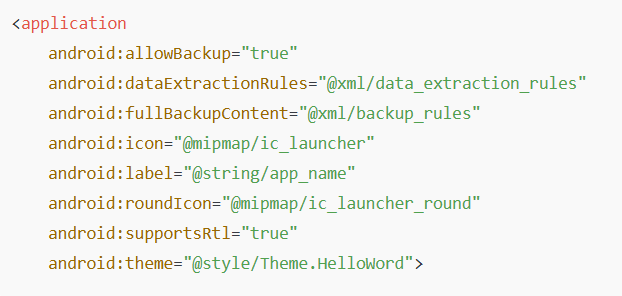 <application
android:allowBackup="true"
android:dataExtractionRules="@xml/data_extraction_rules"
android:fullBackupContent="@xml/backup_rules"
android:icon="@mipmap/ic_launcher"
android:label="@string/app_name"
android:roundIcon="@mipmap/ic_launcher_round"
android:supportsRtl="true"
android:theme="@style/Theme.HelloWord">